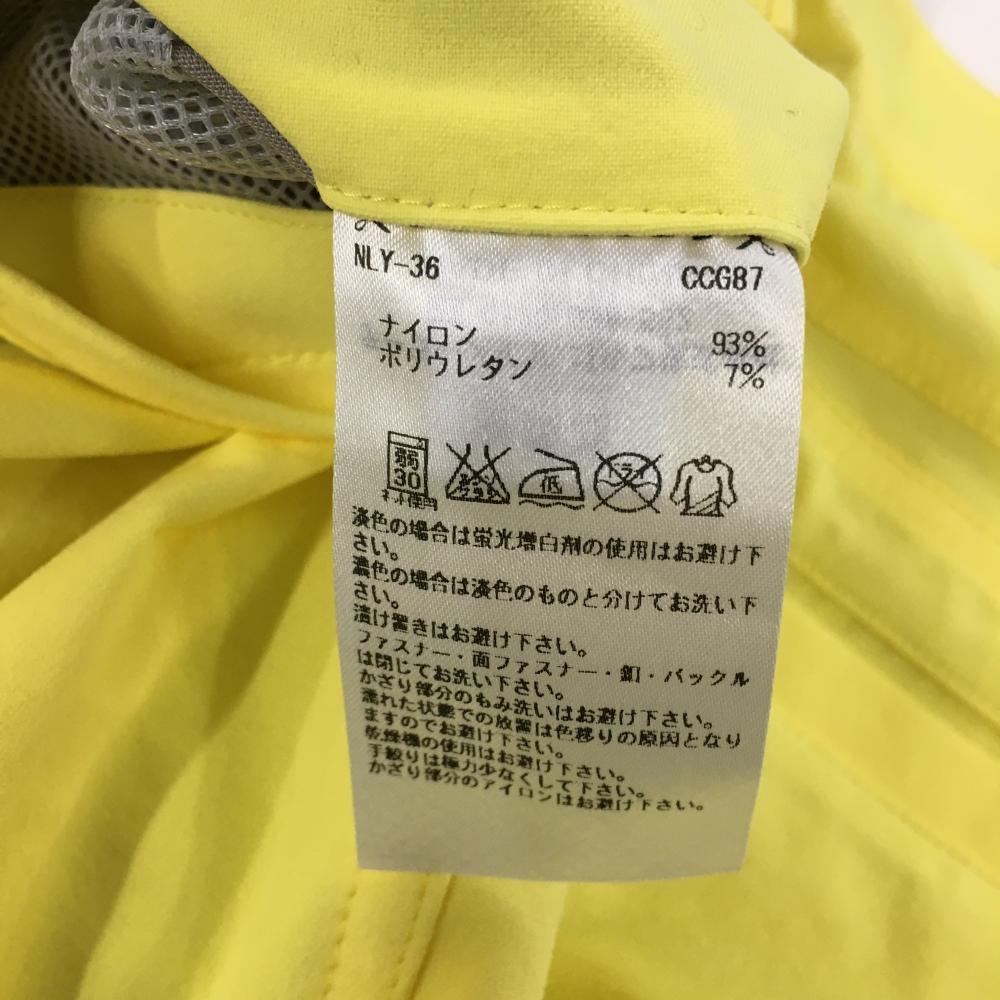 NLY-36 CCG87
ナイロン 93%
ポリウレタン 7%
弱
30
ネット使用
低
ドライ
淡色の場合は蛍光増白剤の使用はお避け下
さい。
濃色の場合は淡色のものと分けてお洗い下
さい。
漬け置きはお避け下さい。
ファスナー・面ファスナー・釦・バックル
は閉じてお洗い下さい。
かざり部分のもみ洗いはお避け下さい。
濡れた状態での放置は色移りの原因となり
ますのでお避け下さい。
乾燥機の使用はお避け下さい。
手絞りは極力少なくして下さい。
かざり部分のアイロンはお避け下さい。